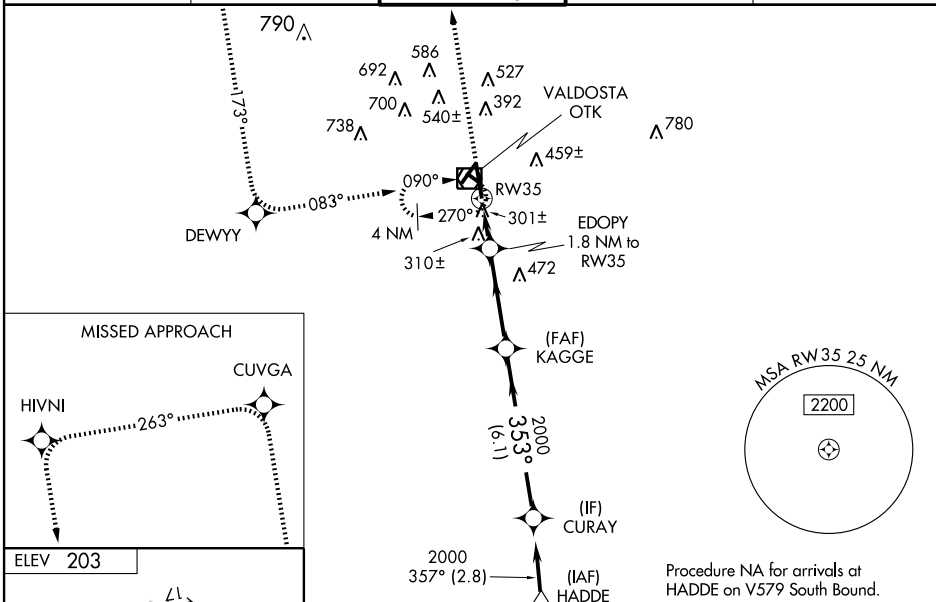 790
586
692
527
700
540±
392
738
VALDOSTA
OTK
780
459±
173°
090°
RW35
083°
270°
301±
DEWYY
4 NM
310±
EDOPY
1.8 NM to
RW35
472
MISSED APPROACH
CUVGA
HIVNI
263°
(FAF)
KAGGE
MSA RW35 25 NM
2200
2000
353°
(6.1)
(IF)
CURAY
ELEV 203
17
2000
357° (2.8)
(IAF)
HADDE
Procedure NA for arrivals at
HADDE on V579 South Bound.